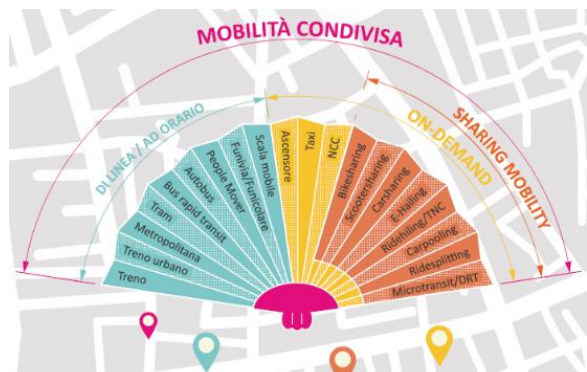 MOBILITÀ CONDIVISA
DI LINEA / AD ORARIO
ON-DEMAND
SHARING MOBILITY
Treno
Treno urbano
Metropolitana
Tram
Bus rapid transit
Autobus
People Mover
Funivia/Funicolare
Scala mobile
Ascensore
Taxi
NCC
Bikesharing
Scootersharing
Carsharing
E-Hailing
Ridehiling/TNC
Carpooling
Ridesplitting
Microtransit/DRT